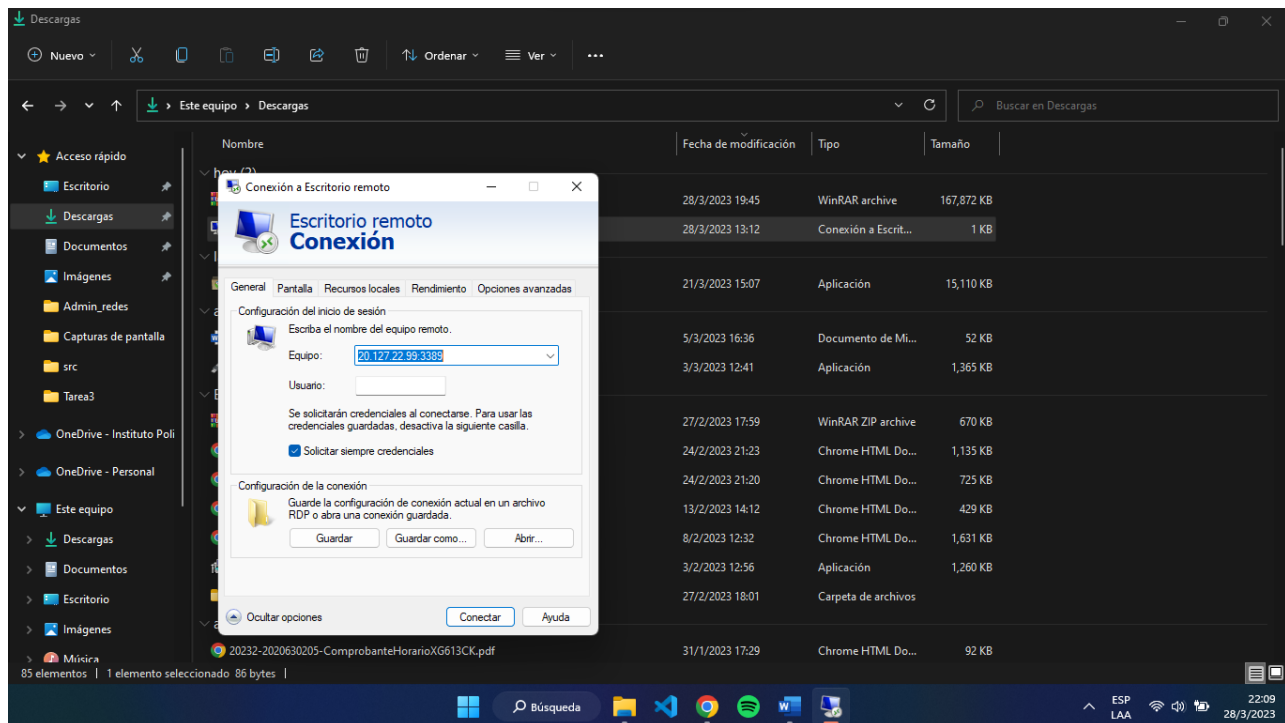 Descargas
Nuevo
Ordenar
Ver
Este equipo > Descargas
Buscar en Descargas
Nombre
Fecha de modificación
Tipo
Tamaño
Acceso rápido
Escritorio
Descargas
Documentos
Imágenes
Admin_redes
Capturas de pantalla
src
Tarea3
OneDrive - Instituto Poli
OneDrive - Personal
Este equipo
Descargas
Documentos
Escritorio
Imágenes
Música
28/3/2023 19:45 WinRAR archive 167,872 KB
28/3/2023 13:12 Conexión a Escrit... 1 KB
21/3/2023 15:07 Aplicación 15,110 KB
5/3/2023 16:36 Documento de Mi... 52 KB
3/3/2023 12:41 Aplicación 1,365 KB
27/2/2023 17:59 WinRAR ZIP archive 670 KB
24/2/2023 21:23 Chrome HTML Do... 1,135 KB
24/2/2023 21:20 Chrome HTML Do... 725 KB
13/2/2023 14:12 Chrome HTML Do... 429 KB
8/2/2023 12:32 Chrome HTML Do... 1,631 KB
3/2/2023 12:56 Aplicación 1,260 KB
27/2/2023 18:01 Carpeta de archivos
20232-2020630205-ComprobanteHorarioXG613CK.pdf 31/1/2023 17:29 Chrome HTML Do... 92 KB
Conexión a Escritorio remoto
Escritorio remoto
Conexión
General Pantalla Recursos locales Rendimiento Opciones avanzadas
Configuración del inicio de sesión
Escriba el nombre del equipo remoto.
Equipo: 20.127.22.99:3389
Usuario:
Se solicitarán credenciales al conectarse. Para usar las
credenciales guardadas, desactiva la siguiente casilla.
Solicitar siempre credenciales
Configuración de la conexión
Guarde la configuración de conexión actual en un archivo
RDP o abra una conexión guardada.
Guardar Guardar como... Abrir...
Ocultar opciones Conectar Ayuda
85 elementos 1 elemento seleccionado 86 bytes
Búsqueda
ESP
LAA
22:09
28/3/2023